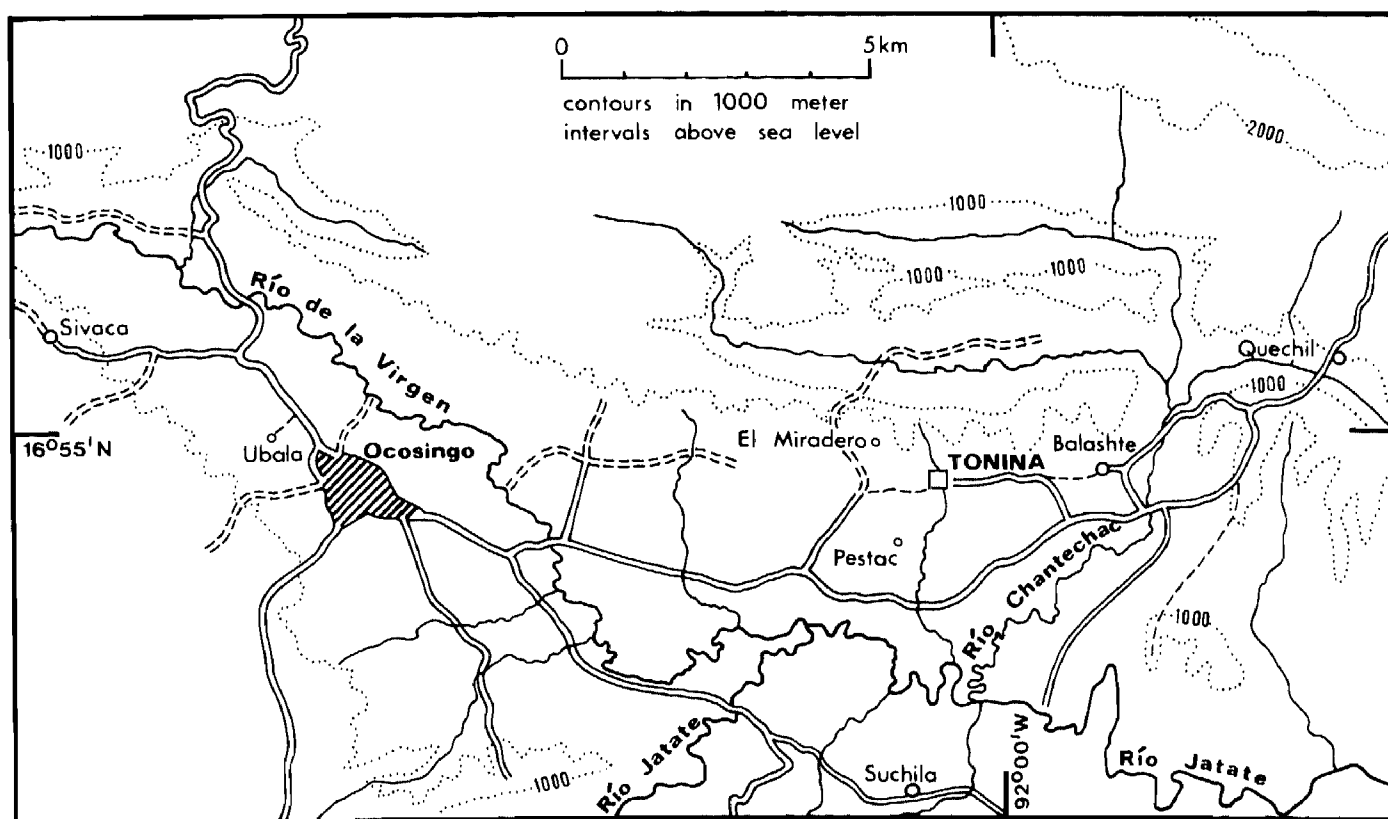 0 5km
contours in 1000 meter
intervals above sea level
2000
1000
1000
1000
1000
Río de la Virgen
Sivaca
Quechil
1000
16°55'N
Ubala
Ocosingo
El Miradero
TONINA
Balashte
Pestac
Río Chantechac
1000
Río Jatate
1000
Suchila
92°00'W
Río Jatate